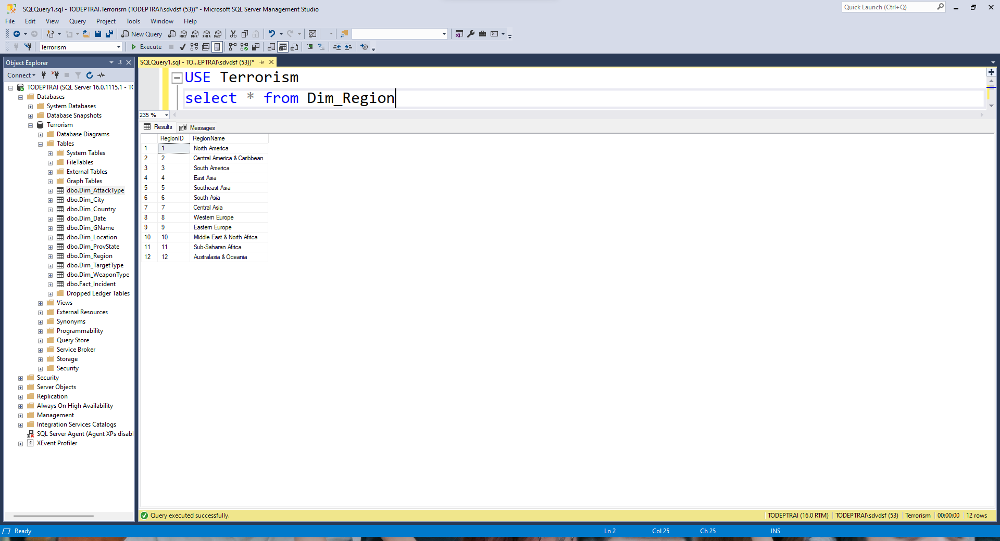 SQLQuery1.sql - TODEPTRAI.Terrorism (TODEPTRAI\sdvdsf (53))* - Microsoft SQL Server Management Studio
Quick Launch (Ctrl+Q)
File Edit View Query Project Tools Window Help
New Query
MDX DMX XMLA DAX
Terrorism
Execute
Object Explorer
SQLQuery1.sql - TO...EPTRAI\sdvdsf (53))*
Connect
TODEPTRAI (SQL Server 16.0.1115.1 - TO
Databases
System Databases
Database Snapshots
Terrorism
Database Diagrams
Tables
System Tables
FileTables
External Tables
Graph Tables
dbo.Dim_AttackType
dbo.Dim_City
dbo.Dim_Country
dbo.Dim_Date
dbo.Dim_GName
dbo.Dim_Location
dbo.Dim_ProvState
dbo.Dim_Region
dbo.Dim_TargetType
dbo.Dim_WeaponType
dbo.Fact_Incident
Dropped Ledger Tables
Views
External Resources
Synonyms
Programmability
Query Store
Service Broker
Storage
Security
Security
Server Objects
Replication
Always On High Availability
Management
Integration Services Catalogs
SQL Server Agent (Agent XPs disabl
XEvent Profiler
USE Terrorism
select * from Dim_Region
235 %
Results Messages
RegionID RegionName
1 1 North America
2 2 Central America & Caribbean
3 3 South America
4 4 East Asia
5 5 Southeast Asia
6 6 South Asia
7 7 Central Asia
8 8 Western Europe
9 9 Eastern Europe
10 10 Middle East & North Africa
11 11 Sub-Saharan Africa
12 12 Australasia & Oceania
Query executed successfully.
TODEPTRAI (16.0 RTM) TODEPTRAI\sdvdsf (53) Terrorism 00:00:00 12 rows
Ready
Ln 2 Col 25 Ch 25 INS